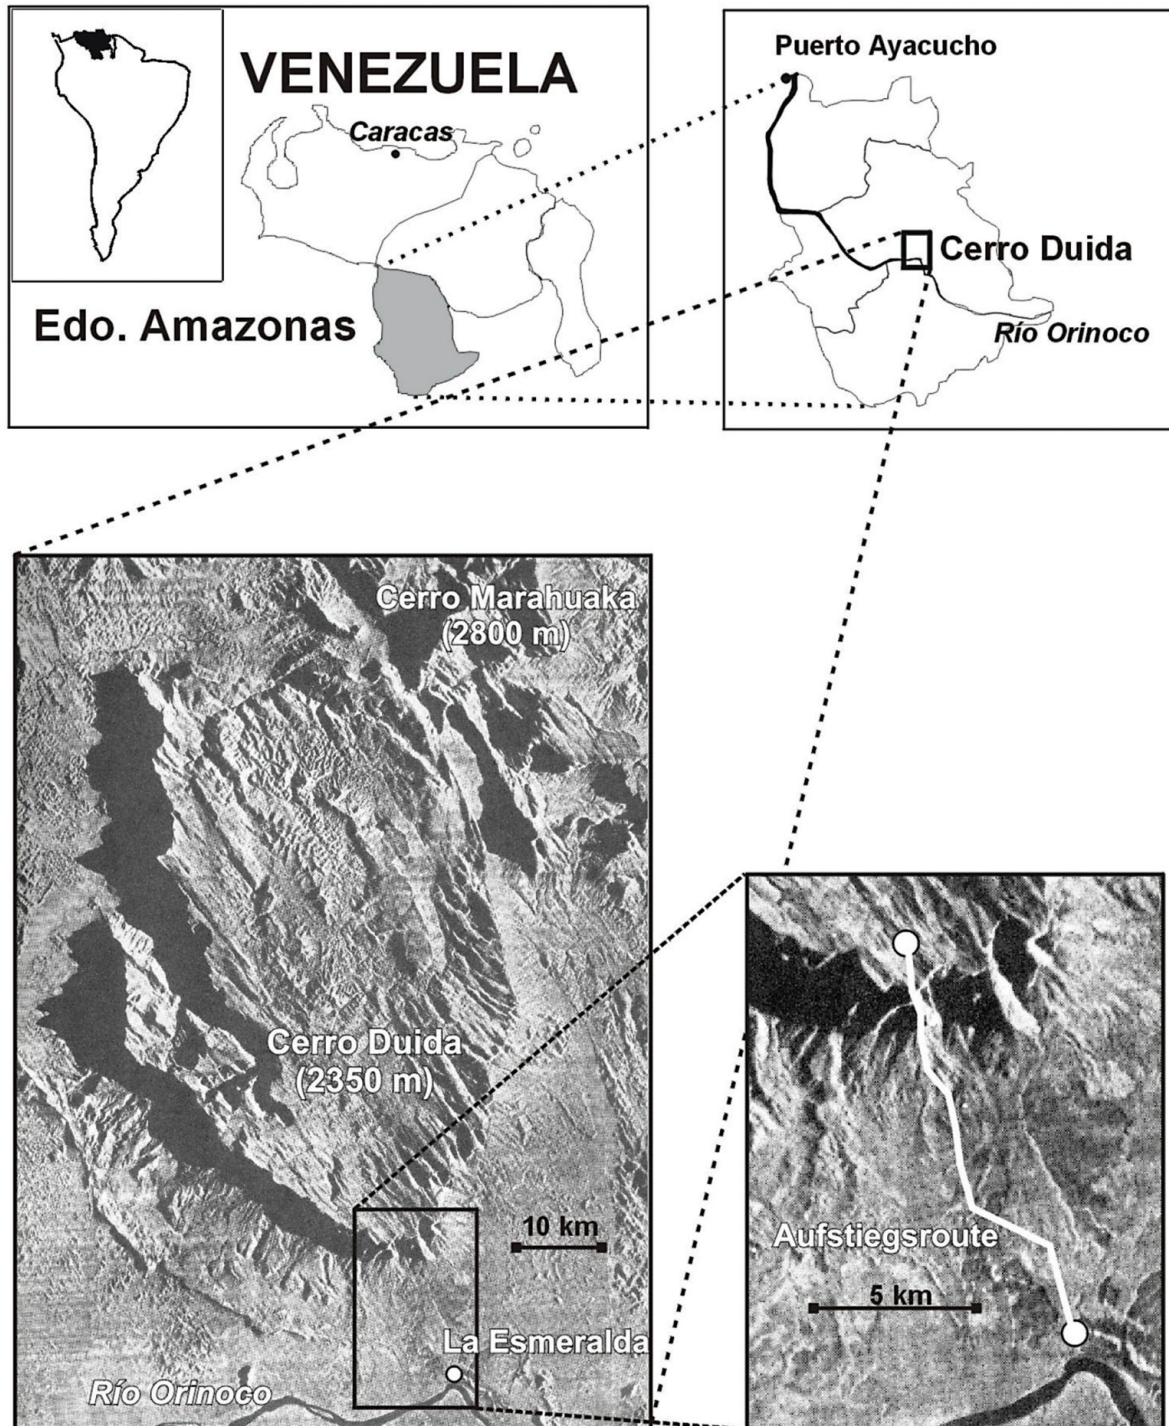 VENEZUELA
Caracas
Edo. Amazonas
Puerto Ayacucho
Cerro Duida
Río Orinoco
Cerro Marahuaka
(2800 m)
Cerro Duida
(2350 m)
10 km
La Esmeralda
Río Orinoco
Aufstiegsroute
5 km